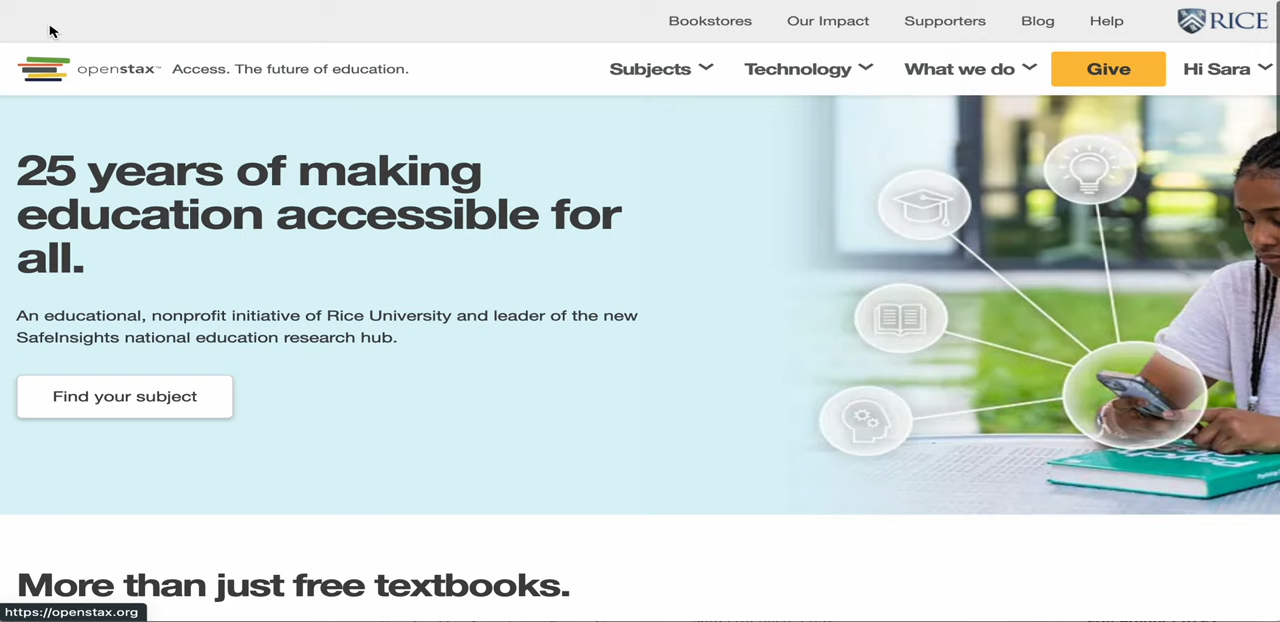 Bookstores Our Impact Supporters Blog Help RICE
openstax™ Access. The future of education. Subjects Technology What we do Give Hi Sara
25 years of making
education accessible for
all.
An educational, nonprofit initiative of Rice University and leader of the new
SafeInsights national education research hub.
Find your subject
More than just free textbooks.
https://openstax.org